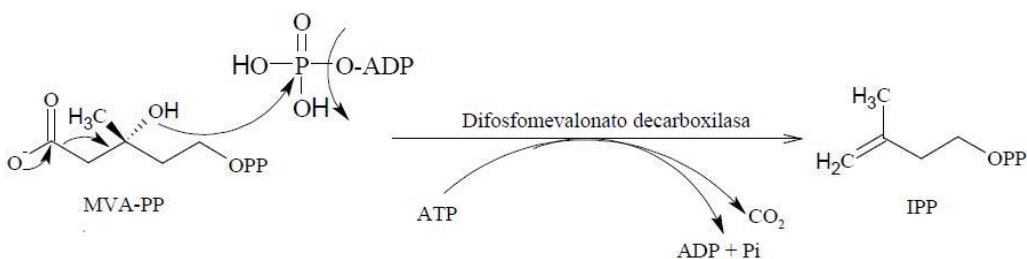 O
HO-P-O-ADP
OH
O
H₃C
OH
O⁻
OPP
MVA-PP
Difosfomevalonato decarboxilasa
ATP
CO₂
ADP + Pi
H₃C
H₂C
OPP
IPP